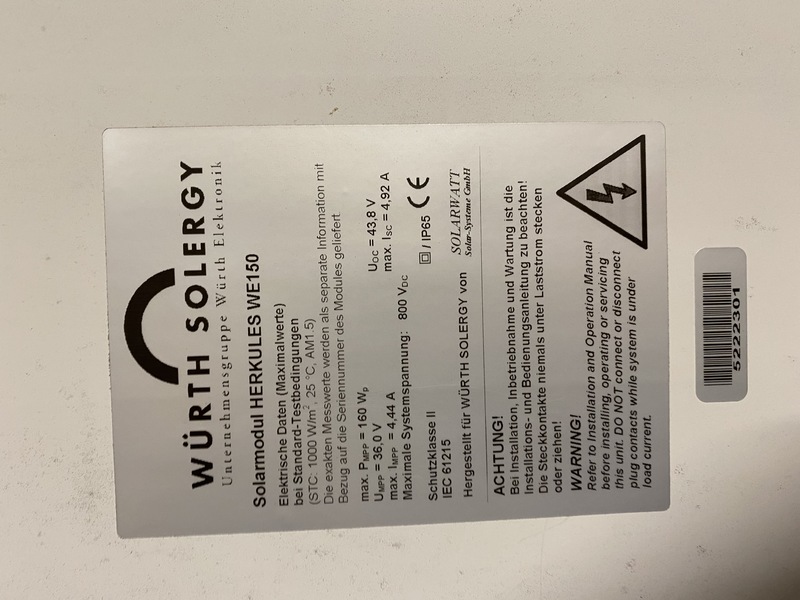 WÜRTH SOLERGY
Unternehmensgruppe Würth Elektronik
Solarmodul HERKULES WE150
Elektrische Daten (Maximalwerte)
bei Standard-Testbedingungen
(STC: 1000 W/m², 25 °C, AM1.5)
Die exakten Messwerte werden als separate Information mit
Bezug auf die Seriennummer des Modules geliefert
max. PMPP = 160 Wp
UMPP = 36,0 V UOC = 43,8 V
max. IMPP = 4,44 A max. ISC = 4,92 A
Maximale Systemspannung: 800 VDC
Schutzklasse II / IP65 CE
IEC 61215
Hergestellt für WÜRTH SOLERGY von SOLARWATT
Solar-Systeme GmbH
ACHTUNG!
Bei Installation, Inbetriebnahme und Wartung ist die
Installations- und Bedienungsanleitung zu beachten!
Die Steckkontakte niemals unter Laststrom stecken
oder ziehen!
WARNING!
Refer to Installation and Operation Manual
before installing, operating or servicing
this unit. DO NOT connect or disconnect
plug contacts while system is under
load current.
5222301